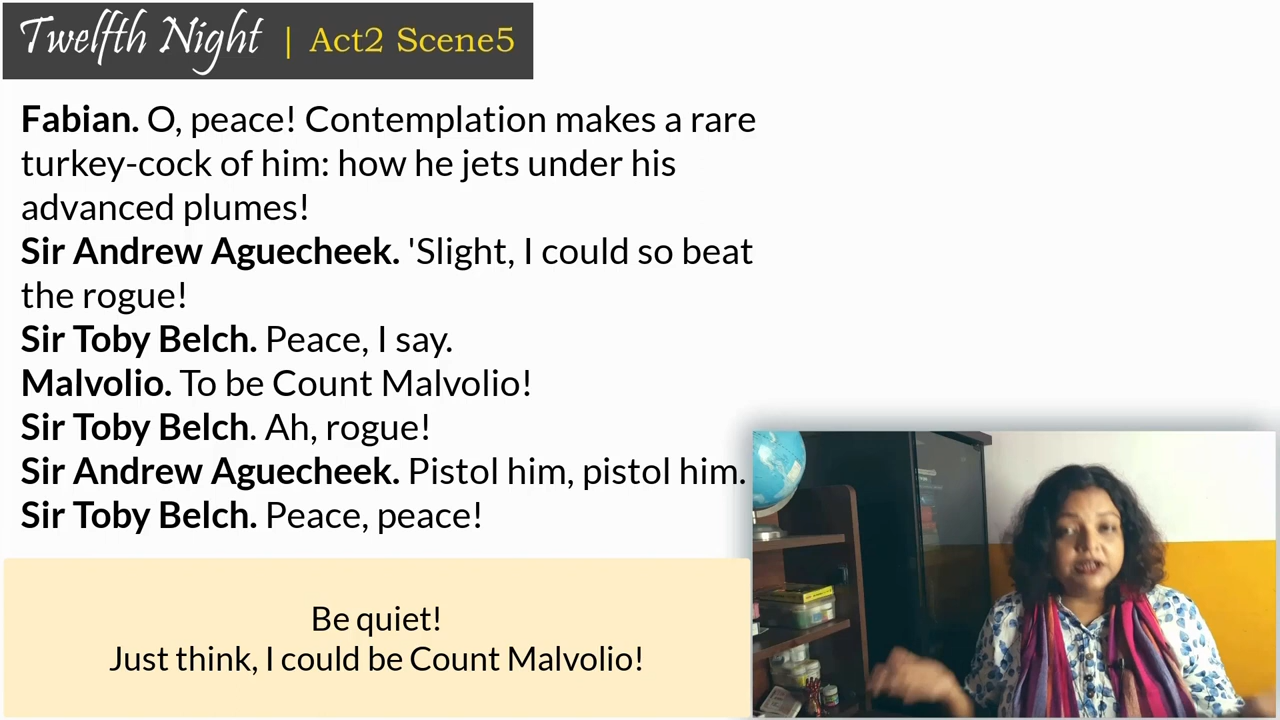 Twelfth Night | Act2 Scene5
Fabian. O, peace! Contemplation makes a rare
turkey-cock of him: how he jets under his
advanced plumes!
Sir Andrew Aguecheek. 'Slight, I could so beat
the rogue!
Sir Toby Belch. Peace, I say.
Malvolio. To be Count Malvolio!
Sir Toby Belch. Ah, rogue!
Sir Andrew Aguecheek. Pistol him, pistol him.
Sir Toby Belch. Peace, peace!
Be quiet!
Just think, I could be Count Malvolio!